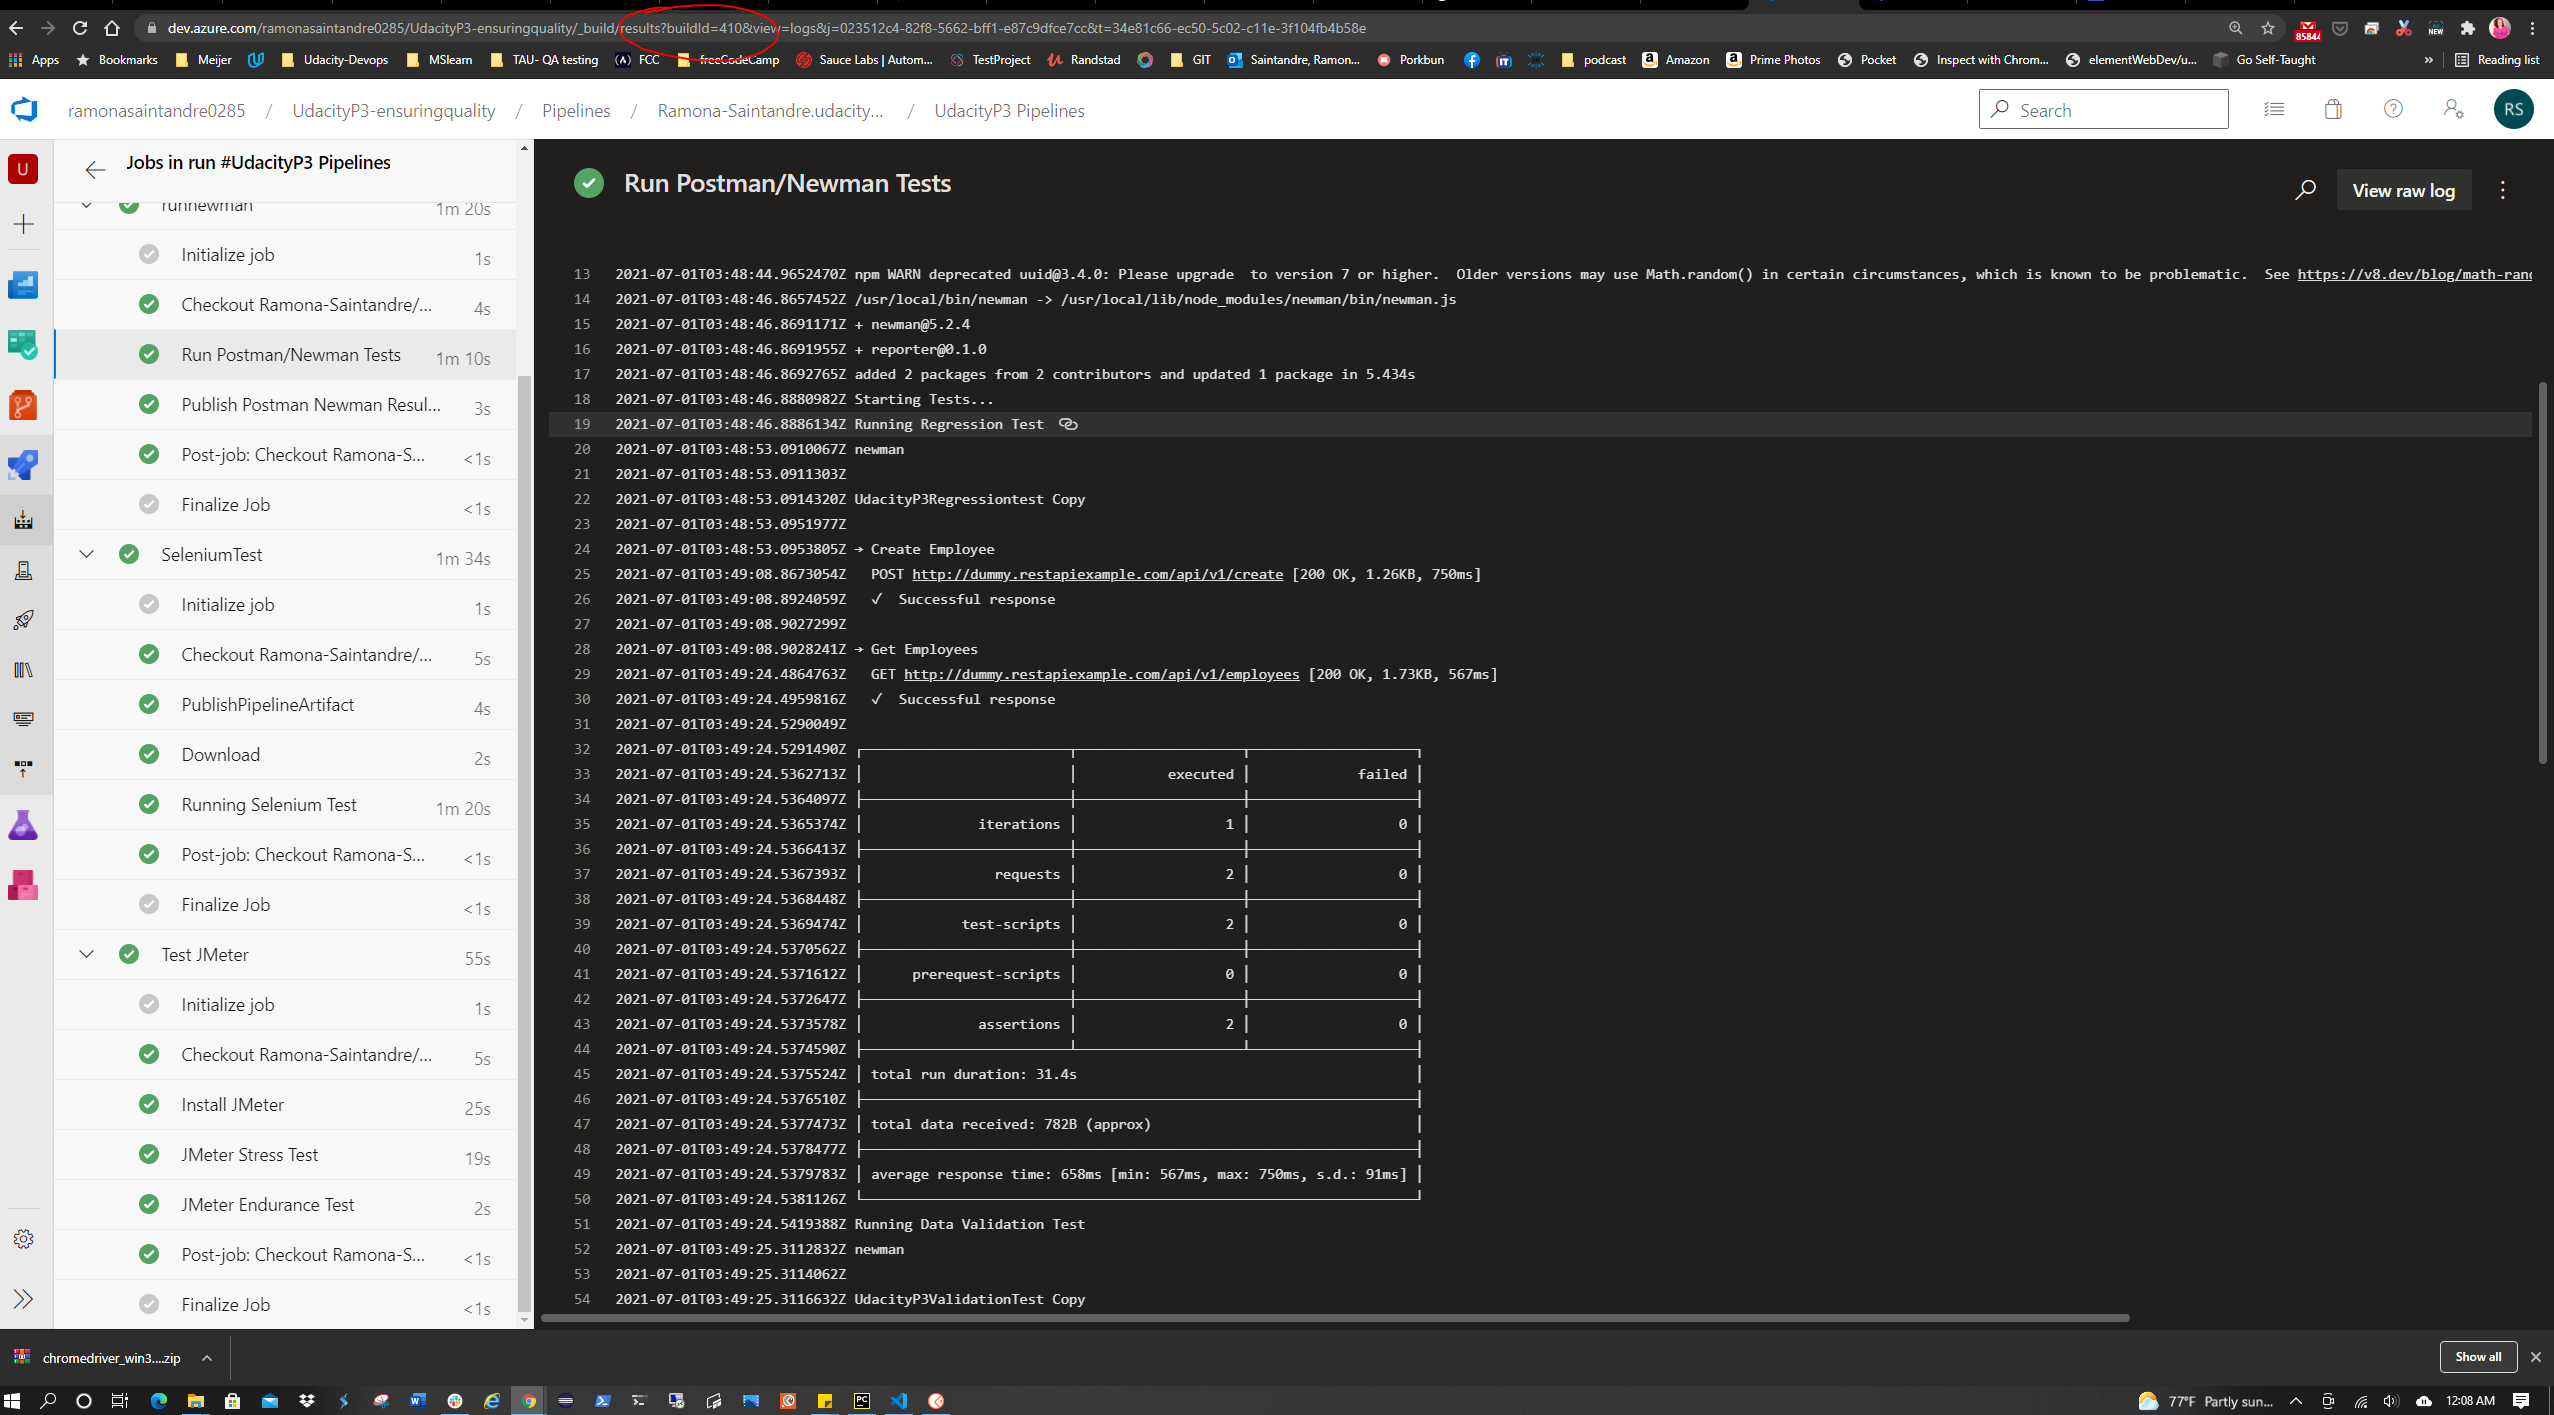 dev.azure.com/ramonasaintandre0285/UdacityP3-ensuringquality/_build/results?buildId=410&view=logs&j=023512c4-82f8-5662-bff1-e87c9dfce7cc&t=34e81c66-ec50-5c02-c11e-3f104fb4b58e
85844
NEW
Apps Bookmarks Meijer Udacity-Devops MSlearn TAU- QA testing FCC freeCodeCamp Sauce Labs | Autom... TestProject Randstad GIT Saintandre, Ramon... Porkbun podcast Amazon Prime Photos Pocket Inspect with Chrom... elementWebDev/u... Go Self-Taught » Reading list
ramonasaintandre0285 / UdacityP3-ensuringquality / Pipelines / Ramona-Saintandre.udacity... / UdacityP3 Pipelines
Search
RS
U
Jobs in run #UdacityP3 Pipelines
runnewman 1m 20s
Initialize job 1s
Checkout Ramona-Saintandre/... 4s
Run Postman/Newman Tests 1m 10s
Publish Postman Newman Resul... 3s
Post-job: Checkout Ramona-S... <1s
Finalize Job <1s
SeleniumTest 1m 34s
Initialize job 1s
Checkout Ramona-Saintandre/... 5s
PublishPipelineArtifact 4s
Download 2s
Running Selenium Test 1m 20s
Post-job: Checkout Ramona-S... <1s
Finalize Job <1s
Test JMeter 55s
Initialize job 1s
Checkout Ramona-Saintandre/... 5s
Install JMeter 25s
JMeter Stress Test 19s
JMeter Endurance Test 2s
Post-job: Checkout Ramona-S... <1s
Finalize Job <1s
Run Postman/Newman Tests
View raw log
13 2021-07-01T03:48:44.9652470Z npm WARN deprecated uuid@3.4.0: Please upgrade  to version 7 or higher.  Older versions may use Math.random() in certain circumstances, which is known to be problematic.  See https://v8.dev/blog/math-rand
14 2021-07-01T03:48:46.8657452Z /usr/local/bin/newman -> /usr/local/lib/node_modules/newman/bin/newman.js
15 2021-07-01T03:48:46.8691171Z + newman@5.2.4
16 2021-07-01T03:48:46.8691955Z + reporter@0.1.0
17 2021-07-01T03:48:46.8692765Z added 2 packages from 2 contributors and updated 1 package in 5.434s
18 2021-07-01T03:48:46.8880982Z Starting Tests...
19 2021-07-01T03:48:46.8886134Z Running Regression Test
20 2021-07-01T03:48:53.0910067Z newman
21 2021-07-01T03:48:53.0911303Z
22 2021-07-01T03:48:53.0914320Z UdacityP3Regressiontest Copy
23 2021-07-01T03:48:53.0951977Z
24 2021-07-01T03:48:53.0953805Z → Create Employee
25 2021-07-01T03:49:08.8673054Z POST http://dummy.restapiexample.com/api/v1/create [200 OK, 1.26KB, 750ms]
26 2021-07-01T03:49:08.8924059Z ✓ Successful response
27 2021-07-01T03:49:08.9027299Z
28 2021-07-01T03:49:08.9028241Z → Get Employees
29 2021-07-01T03:49:24.4864763Z GET http://dummy.restapiexample.com/api/v1/employees [200 OK, 1.73KB, 567ms]
30 2021-07-01T03:49:24.4959816Z ✓ Successful response
31 2021-07-01T03:49:24.5290049Z
32 2021-07-01T03:49:24.5291490Z
33 2021-07-01T03:49:24.5362713Z executed failed
34 2021-07-01T03:49:24.5364097Z
35 2021-07-01T03:49:24.5365374Z iterations 1 0
36 2021-07-01T03:49:24.5366413Z
37 2021-07-01T03:49:24.5367393Z requests 2 0
38 2021-07-01T03:49:24.5368448Z
39 2021-07-01T03:49:24.5369474Z test-scripts 2 0
40 2021-07-01T03:49:24.5370562Z
41 2021-07-01T03:49:24.5371612Z prerequest-scripts 0 0
42 2021-07-01T03:49:24.5372647Z
43 2021-07-01T03:49:24.5373578Z assertions 2 0
44 2021-07-01T03:49:24.5374590Z
45 2021-07-01T03:49:24.5375524Z total run duration: 31.4s
46 2021-07-01T03:49:24.5376510Z
47 2021-07-01T03:49:24.5377473Z total data received: 782B (approx)
48 2021-07-01T03:49:24.5378477Z
49 2021-07-01T03:49:24.5379783Z average response time: 658ms [min: 567ms, max: 750ms, s.d.: 91ms]
50 2021-07-01T03:49:24.5381126Z
51 2021-07-01T03:49:24.5419388Z Running Data Validation Test
52 2021-07-01T03:49:25.3112832Z newman
53 2021-07-01T03:49:25.3114062Z
54 2021-07-01T03:49:25.3116632Z UdacityP3ValidationTest Copy
chromedriver_win3....zip
Show all
77°F Partly sun...
12:08 AM